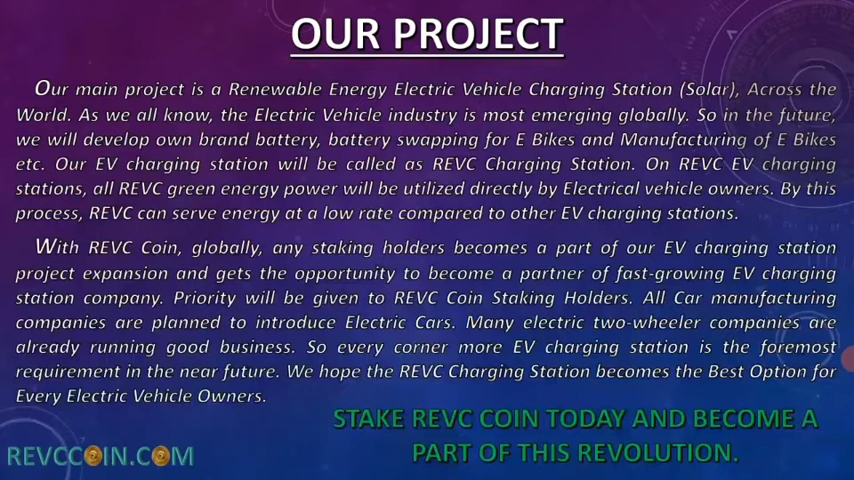 OUR PROJECT
Our main project is a Renewable Energy Electric Vehicle Charging Station (Solar), Across the
World. As we all know, the Electric Vehicle industry is most emerging globally. So in the future,
we will develop own brand battery, battery swapping for E Bikes and Manufacturing of E Bikes
etc. Our EV charging station will be called as REVC Charging Station. On REVC EV charging
stations, all REVC green energy power will be utilized directly by Electrical vehicle owners. By this
process, REVC can serve energy at a low rate compared to other EV charging stations.
With REVC Coin, globally, any staking holders becomes a part of our EV charging station
project expansion and gets the opportunity to become a partner of fast-growing EV charging
station company. Priority will be given to REVC Coin Staking Holders. All Car manufacturing
companies are planned to introduce Electric Cars. Many electric two-wheeler companies are
already running good business. So every corner more EV charging station is the foremost
requirement in the near future. We hope the REVC Charging Station becomes the Best Option for
Every Electric Vehicle Owners.
STAKE REVC COIN TODAY AND BECOME A
PART OF THIS REVOLUTION.
REVCCOIN.COM